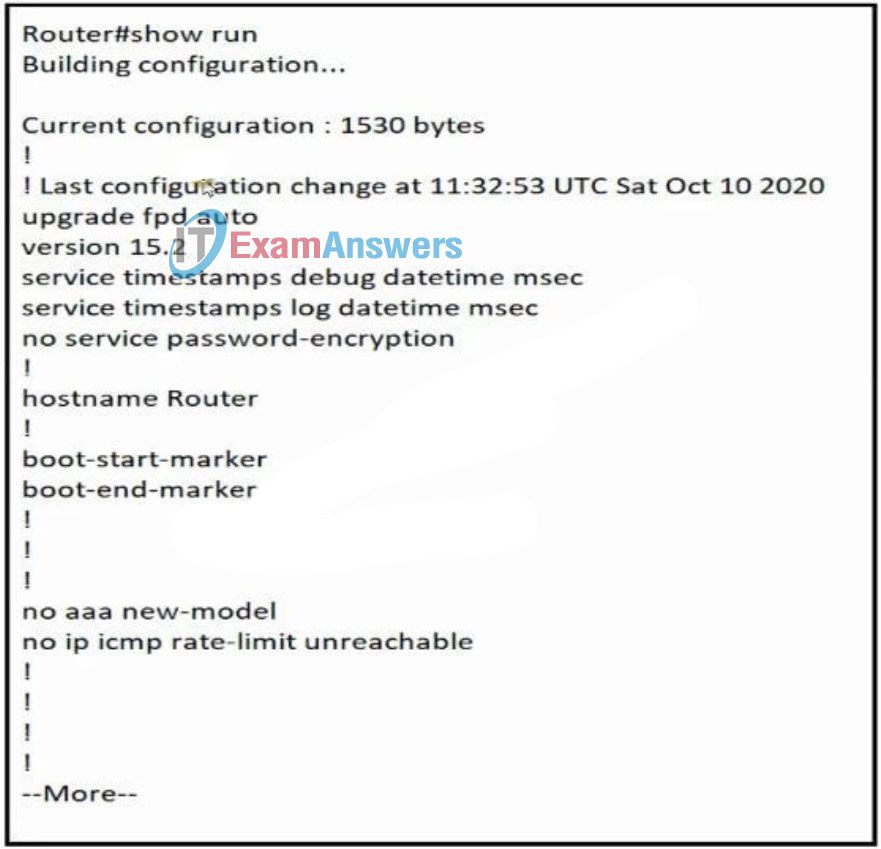 Router#show run
Building configuration...
Current configuration : 1530 bytes
!
! Last configuration change at 11:32:53 UTC Sat Oct 10 2020
upgrade fpd auto
version 15.2
IT ExamAnswers
service timestamps debug datetime msec
service timestamps log datetime msec
no service password-encryption
!
hostname Router
!
boot-start-marker
boot-end-marker
!
!
!
no aaa new-model
no ip icmp rate-limit unreachable
!
!
!
!
--More--